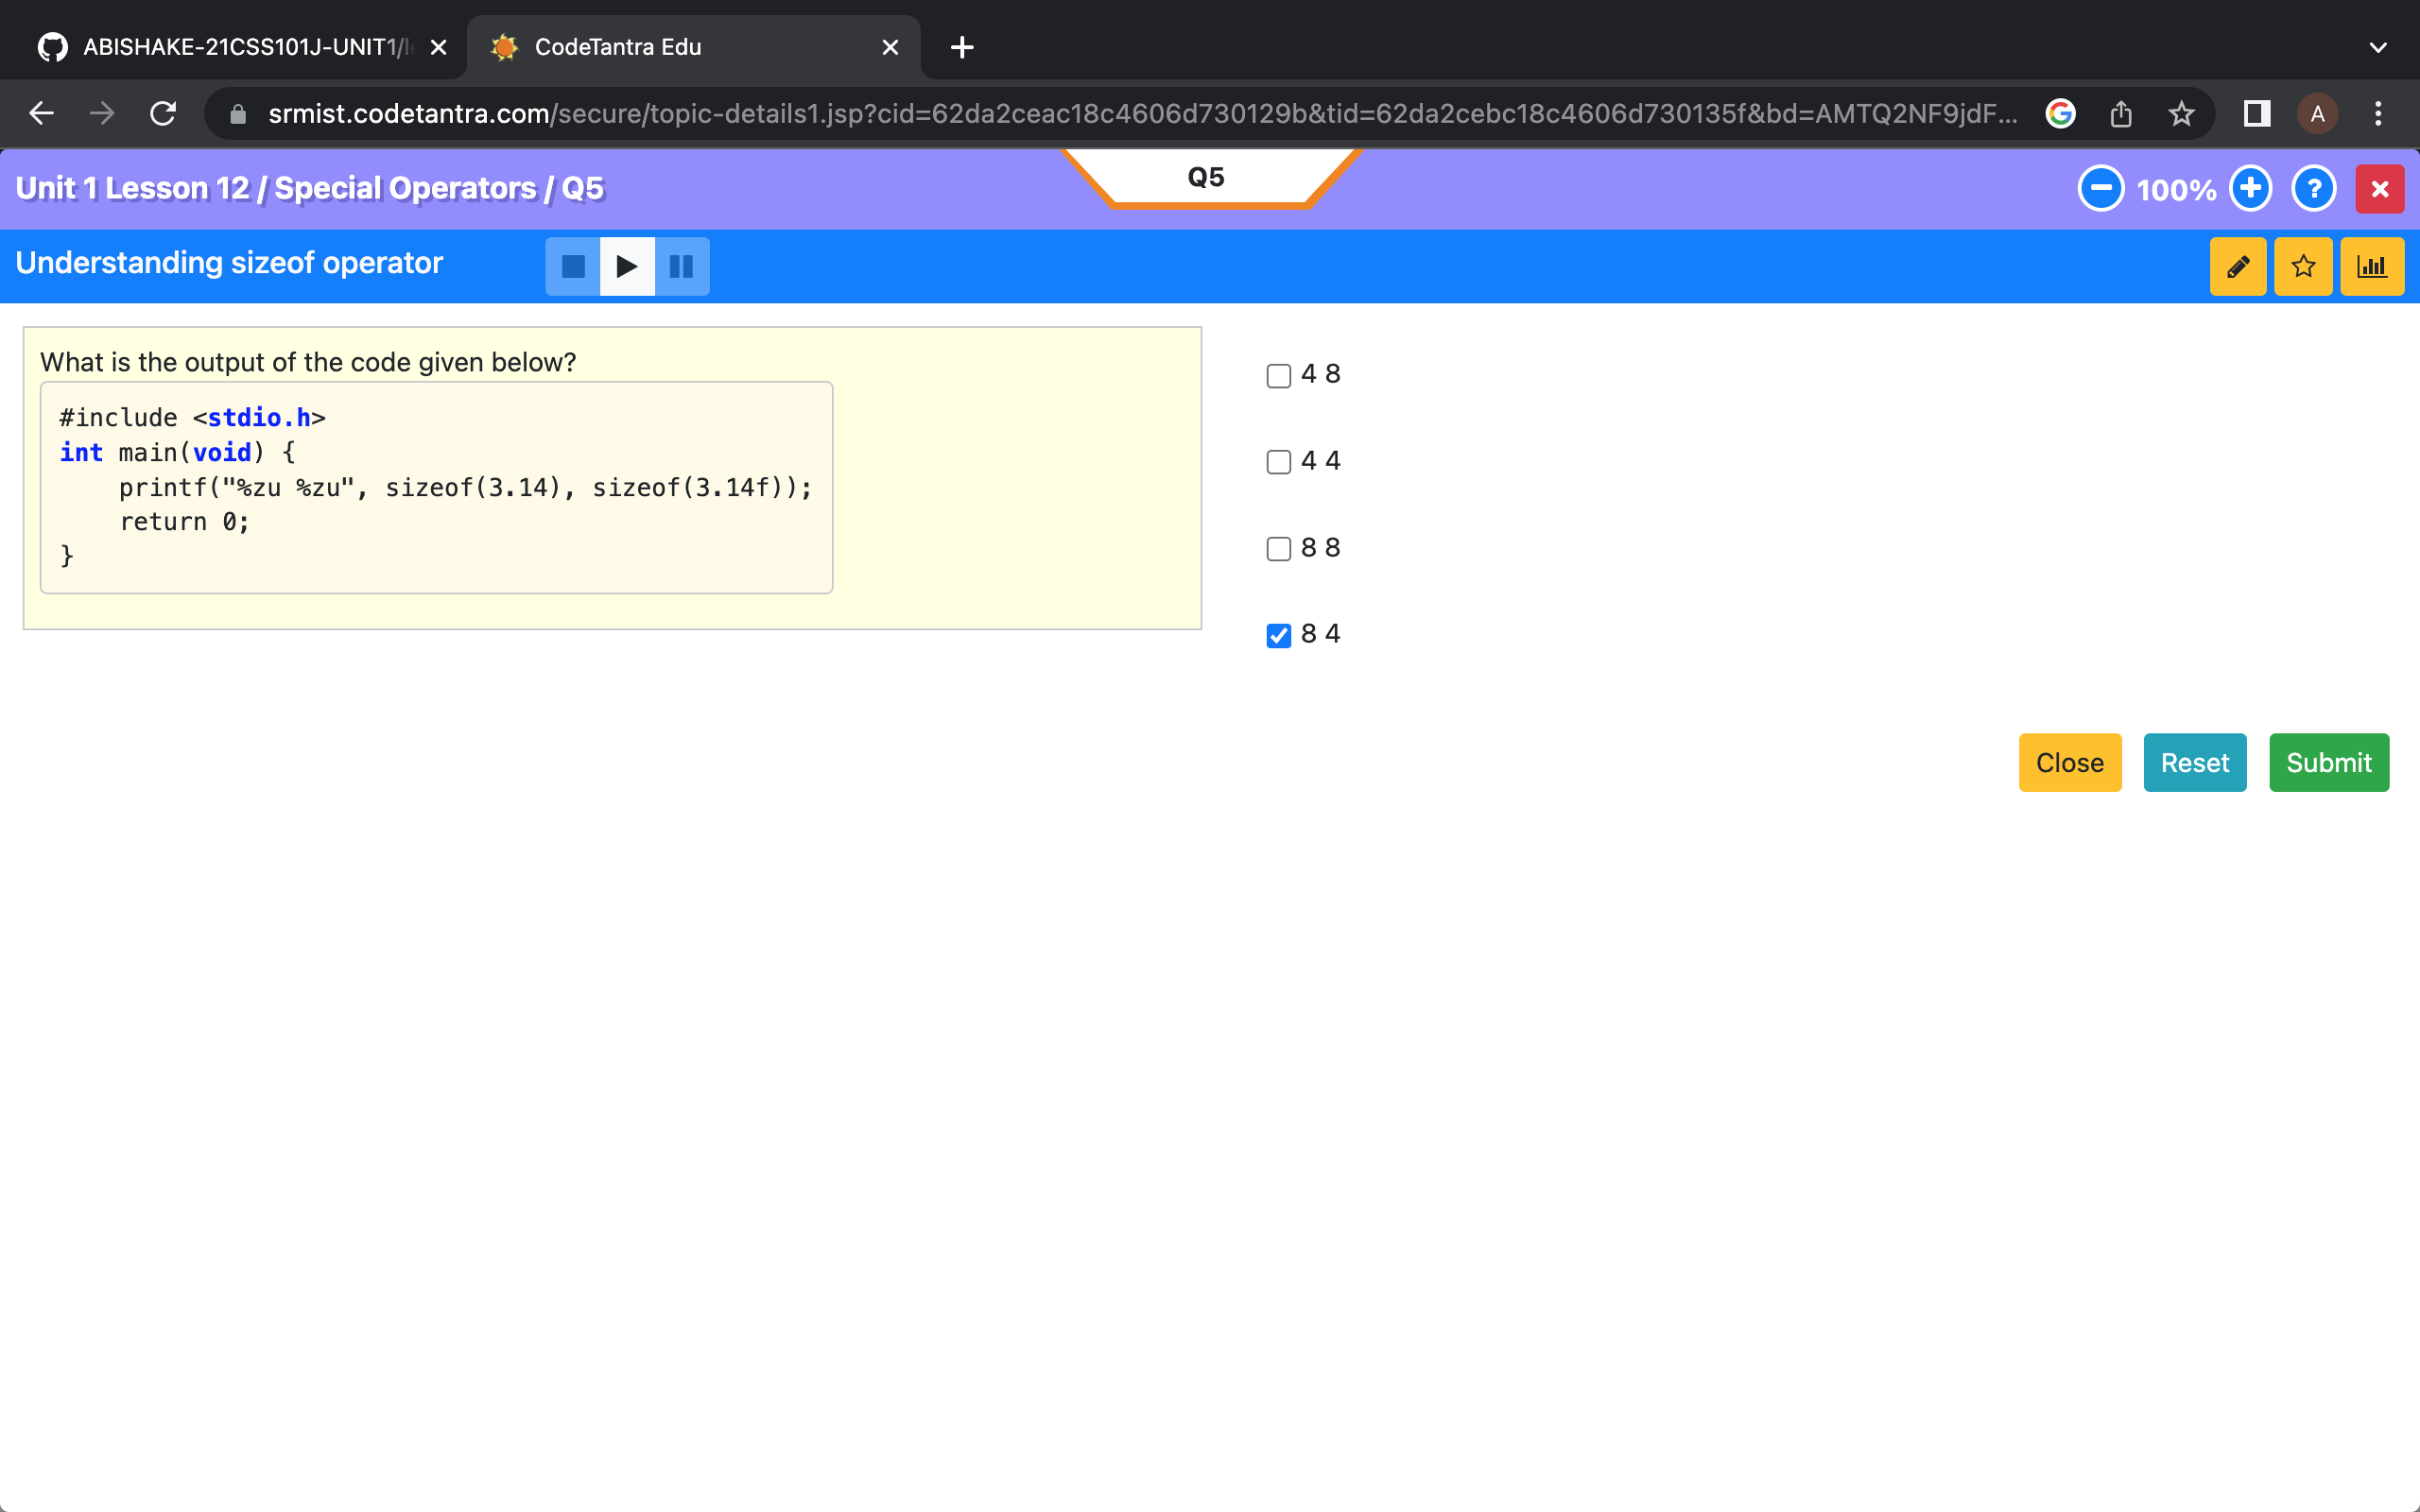 ABISHAKE-21CSS101J-UNIT1/l
CodeTantra Edu
srmist.codetantra.com/secure/topic-details1.jsp?cid=62da2ceac18c4606d730129b&tid=62da2cebc18c4606d730135f&bd=AMTQ2NF9jdF...
A
Unit 1 Lesson 12 / Special Operators / Q5
Q5
100%
?
Understanding sizeof operator
What is the output of the code given below?
#include <stdio.h>
int main(void) {
    printf("%zu %zu", sizeof(3.14), sizeof(3.14f));
    return 0;
}
4 8
4 4
8 8
8 4
Close
Reset
Submit